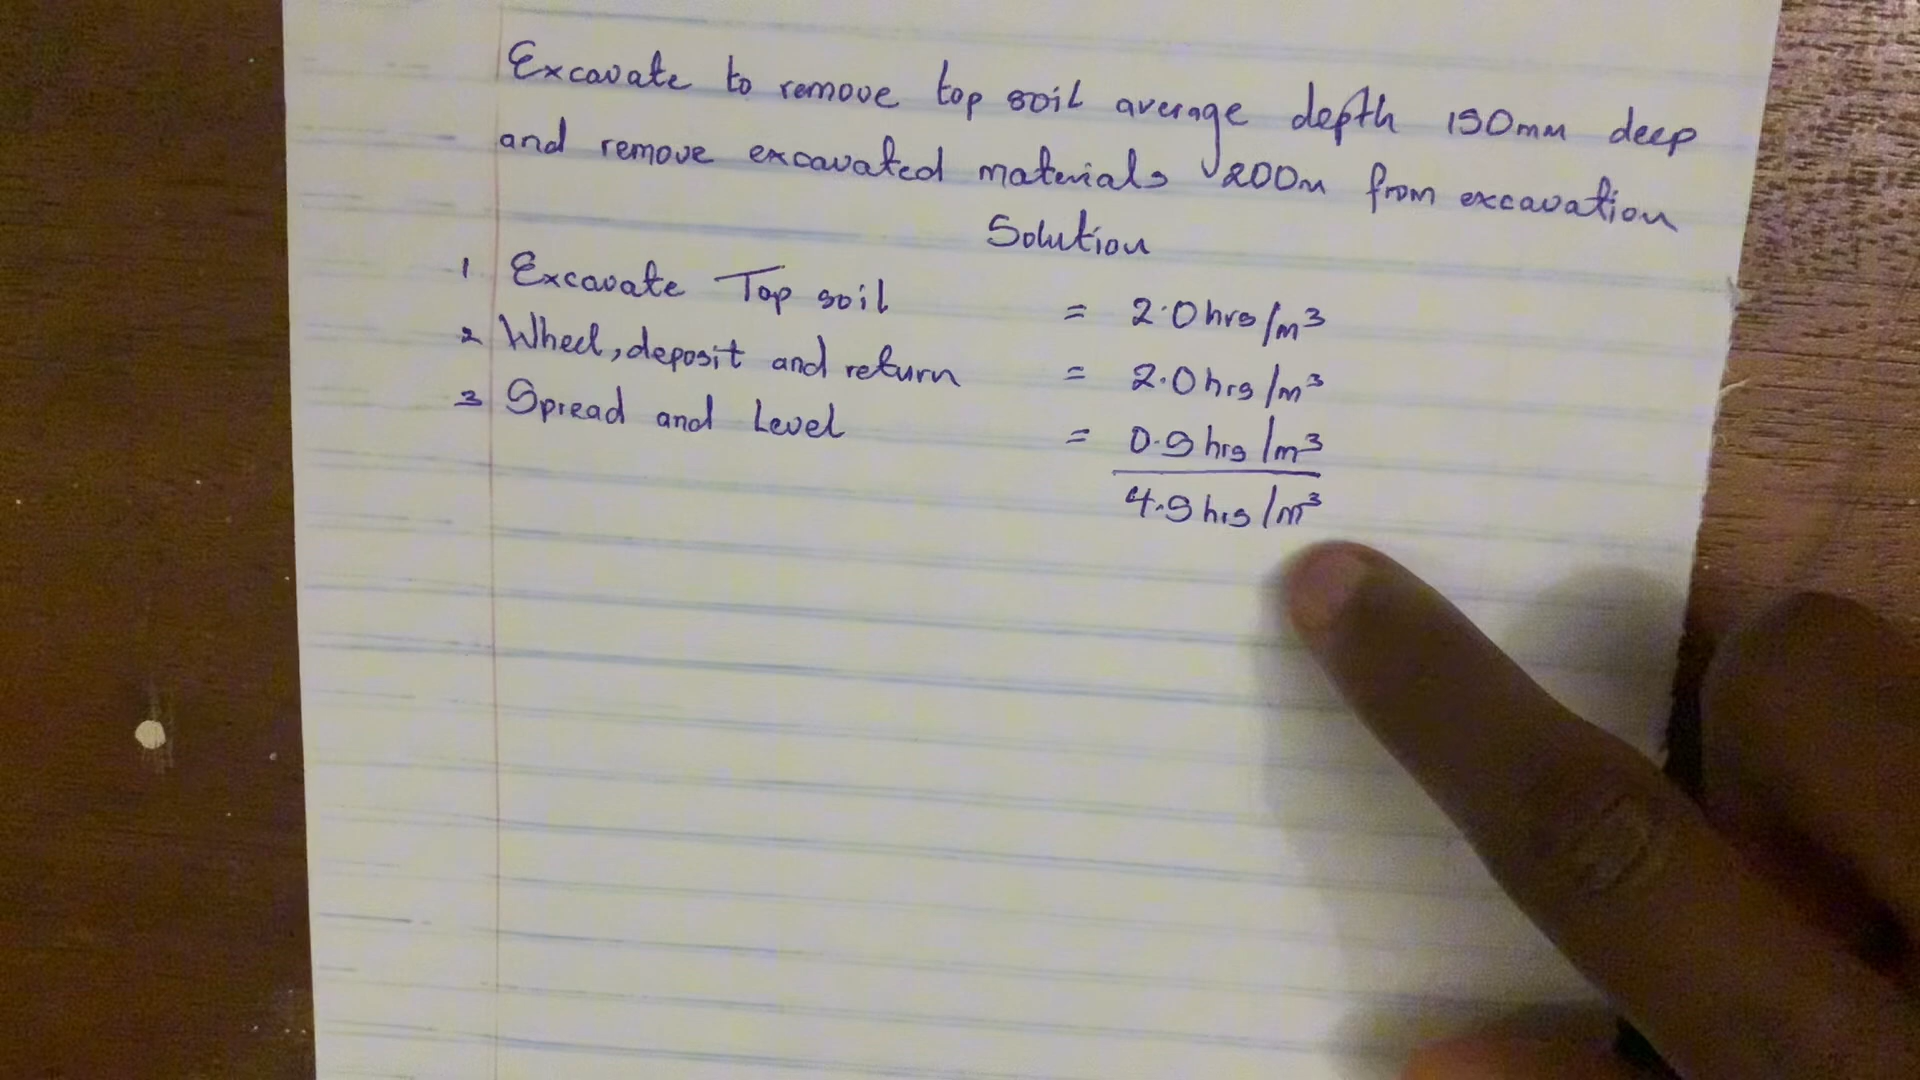 Excavate to remove top soil average depth 150mm deep
and remove excavated materials 200m from excavation
Solution
1 Excavate Top soil = 2.0hrs/m³
2 Wheel, deposit and return = 2.0hrs/m³
3 Spread and Level = 0.5hrs/m³
4.5hrs/m³